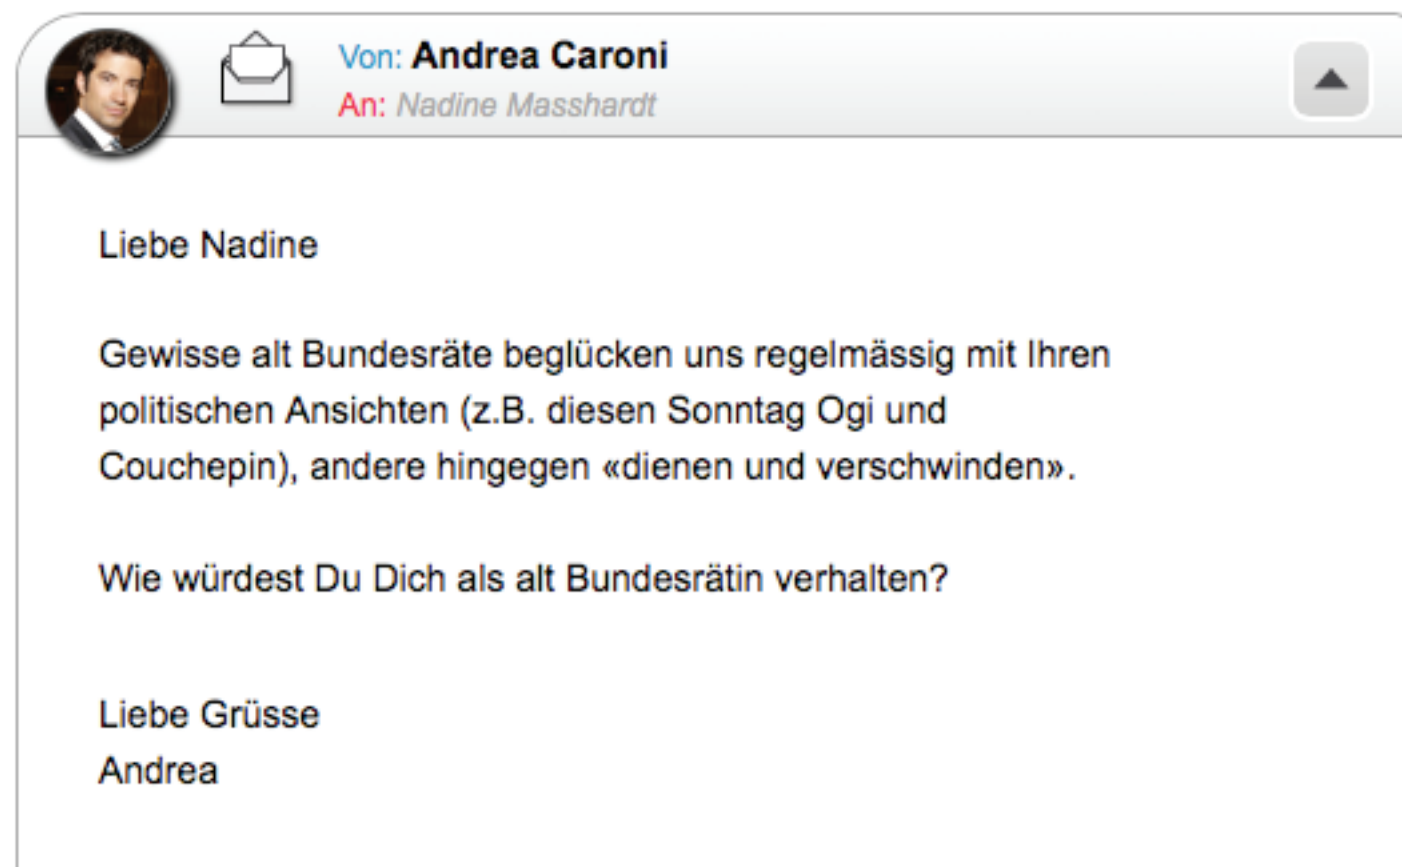 Von: Andrea Caroni
An: Nadine Masshardt
Liebe Nadine
Gewisse alt Bundesräte beglücken uns regelmässig mit Ihren
politischen Ansichten (z.B. diesen Sonntag Ogi und
Couchepin), andere hingegen «dienen und verschwinden».
Wie würdest Du Dich als alt Bundesrätin verhalten?
Liebe Grüsse
Andrea